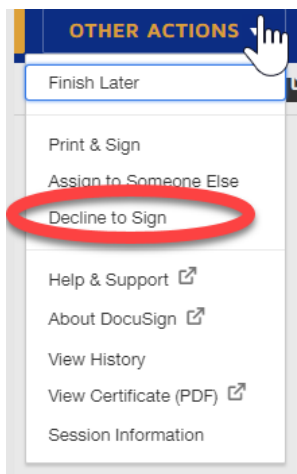 OTHER ACTIONS
Finish Later
Print & Sign
Assign to Someone Else
Decline to Sign
Help & Support
About DocuSign
View History
View Certificate (PDF)
Session Information